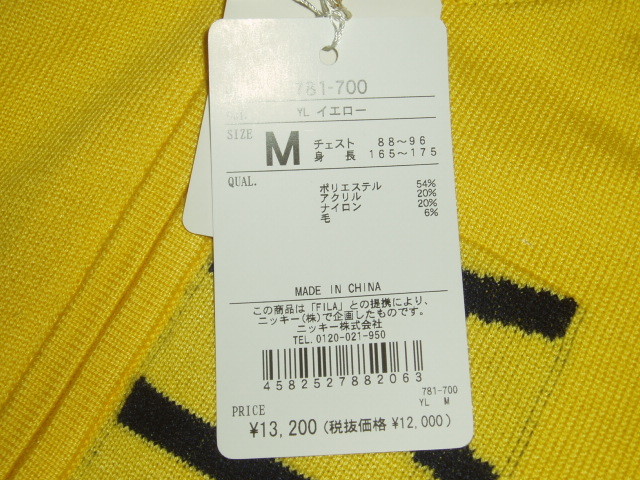 781-700
YL イエロー
SIZE M チェスト 88～96
身 長 165～175
QUAL.
ポリエステル 54%
アクリル 20%
ナイロン 20%
毛 6%
MADE IN CHINA
この商品は「FILA」との提携により、
ニッキー(株)で企画したものです。
ニッキー株式会社
TEL. 0120-021-950
4582527882063
781-700
YL M
PRICE
¥13,200 (税抜価格 ¥12,000)